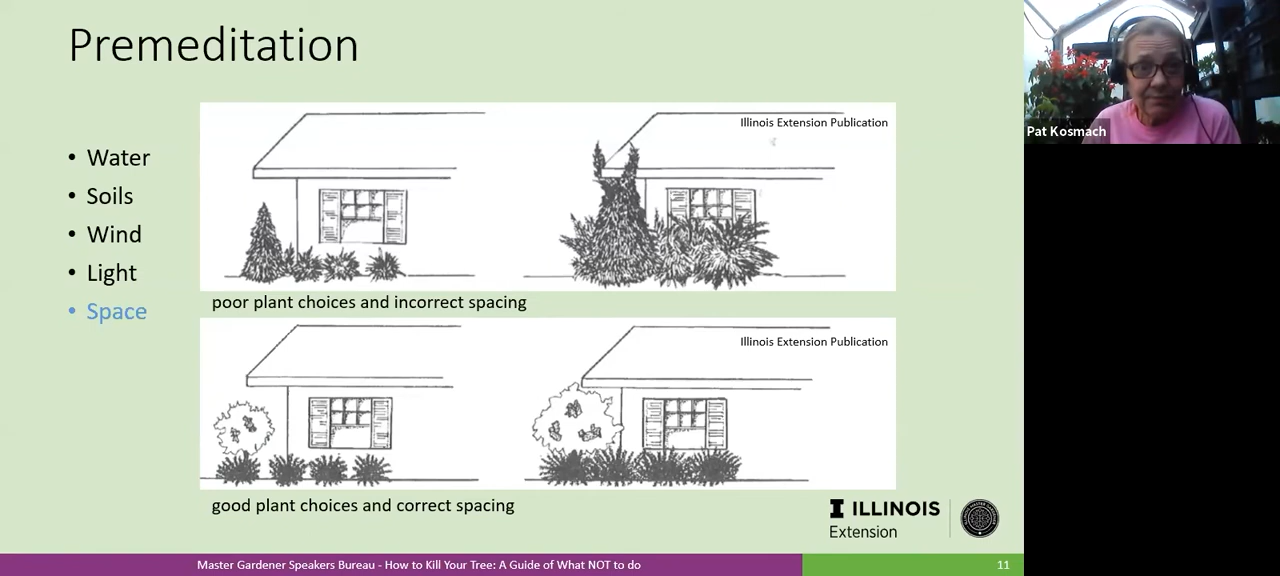 Premeditation
• Water
• Soils
• Wind
• Light
• Space
Illinois Extension Publication
poor plant choices and incorrect spacing
Illinois Extension Publication
good plant choices and correct spacing
ILLINOIS
Extension
Master Gardener Speakers Bureau - How to Kill Your Tree: A Guide of What NOT to do
11
Pat Kosmach